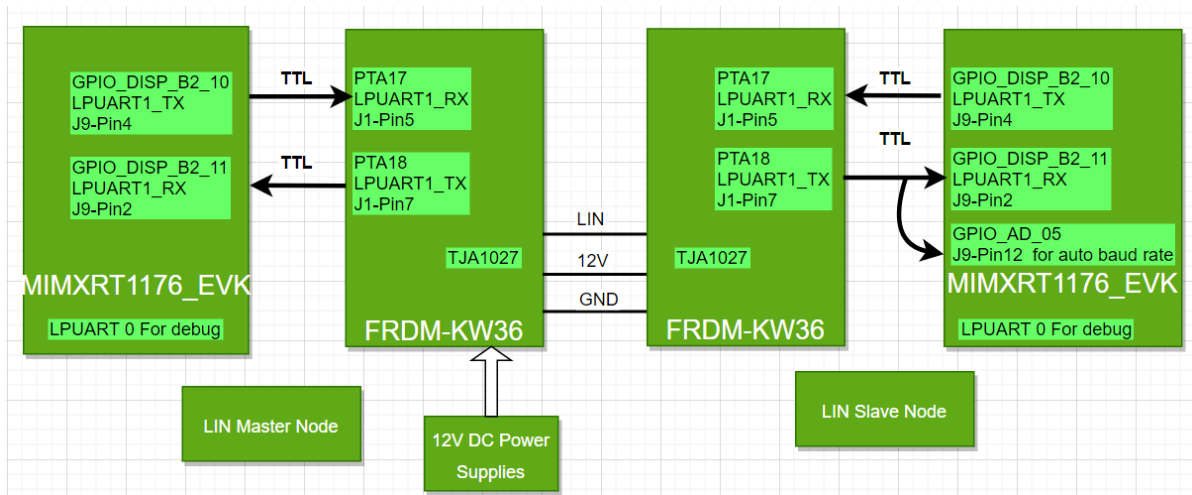 GPIO_DISP_B2_10
LPUART1_TX
J9-Pin4
GPIO_DISP_B2_11
LPUART1_RX
J9-Pin2
MIMXRT1176_EVK
LPUART 0 For debug
TTL
TTL
PTA17
LPUART1_RX
J1-Pin5
PTA18
LPUART1_TX
J1-Pin7
TJA1027
FRDM-KW36
LIN
12V
GND
PTA17
LPUART1_RX
J1-Pin5
PTA18
LPUART1_TX
J1-Pin7
TJA1027
FRDM-KW36
TTL
TTL
GPIO_DISP_B2_10
LPUART1_TX
J9-Pin4
GPIO_DISP_B2_11
LPUART1_RX
J9-Pin2
GPIO_AD_05
J9-Pin12 for auto baud rate
MIMXRT1176_EVK
LPUART 0 For debug
LIN Master Node
12V DC Power
Supplies
LIN Slave Node